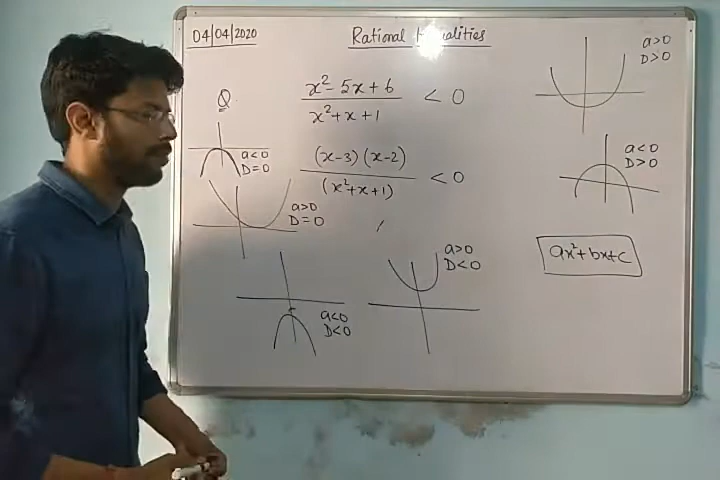 04/04/2020
Rational Inequalities
Q
x² - 5x + 6 / x² + x + 1 < 0
(x-3)(x-2) / (x² + x + 1) < 0
a<0
D=0
a>0
D=0
a<0
D<0
a>0
D<0
a>0
D>0
a<0
D>0
ax²+bx+c